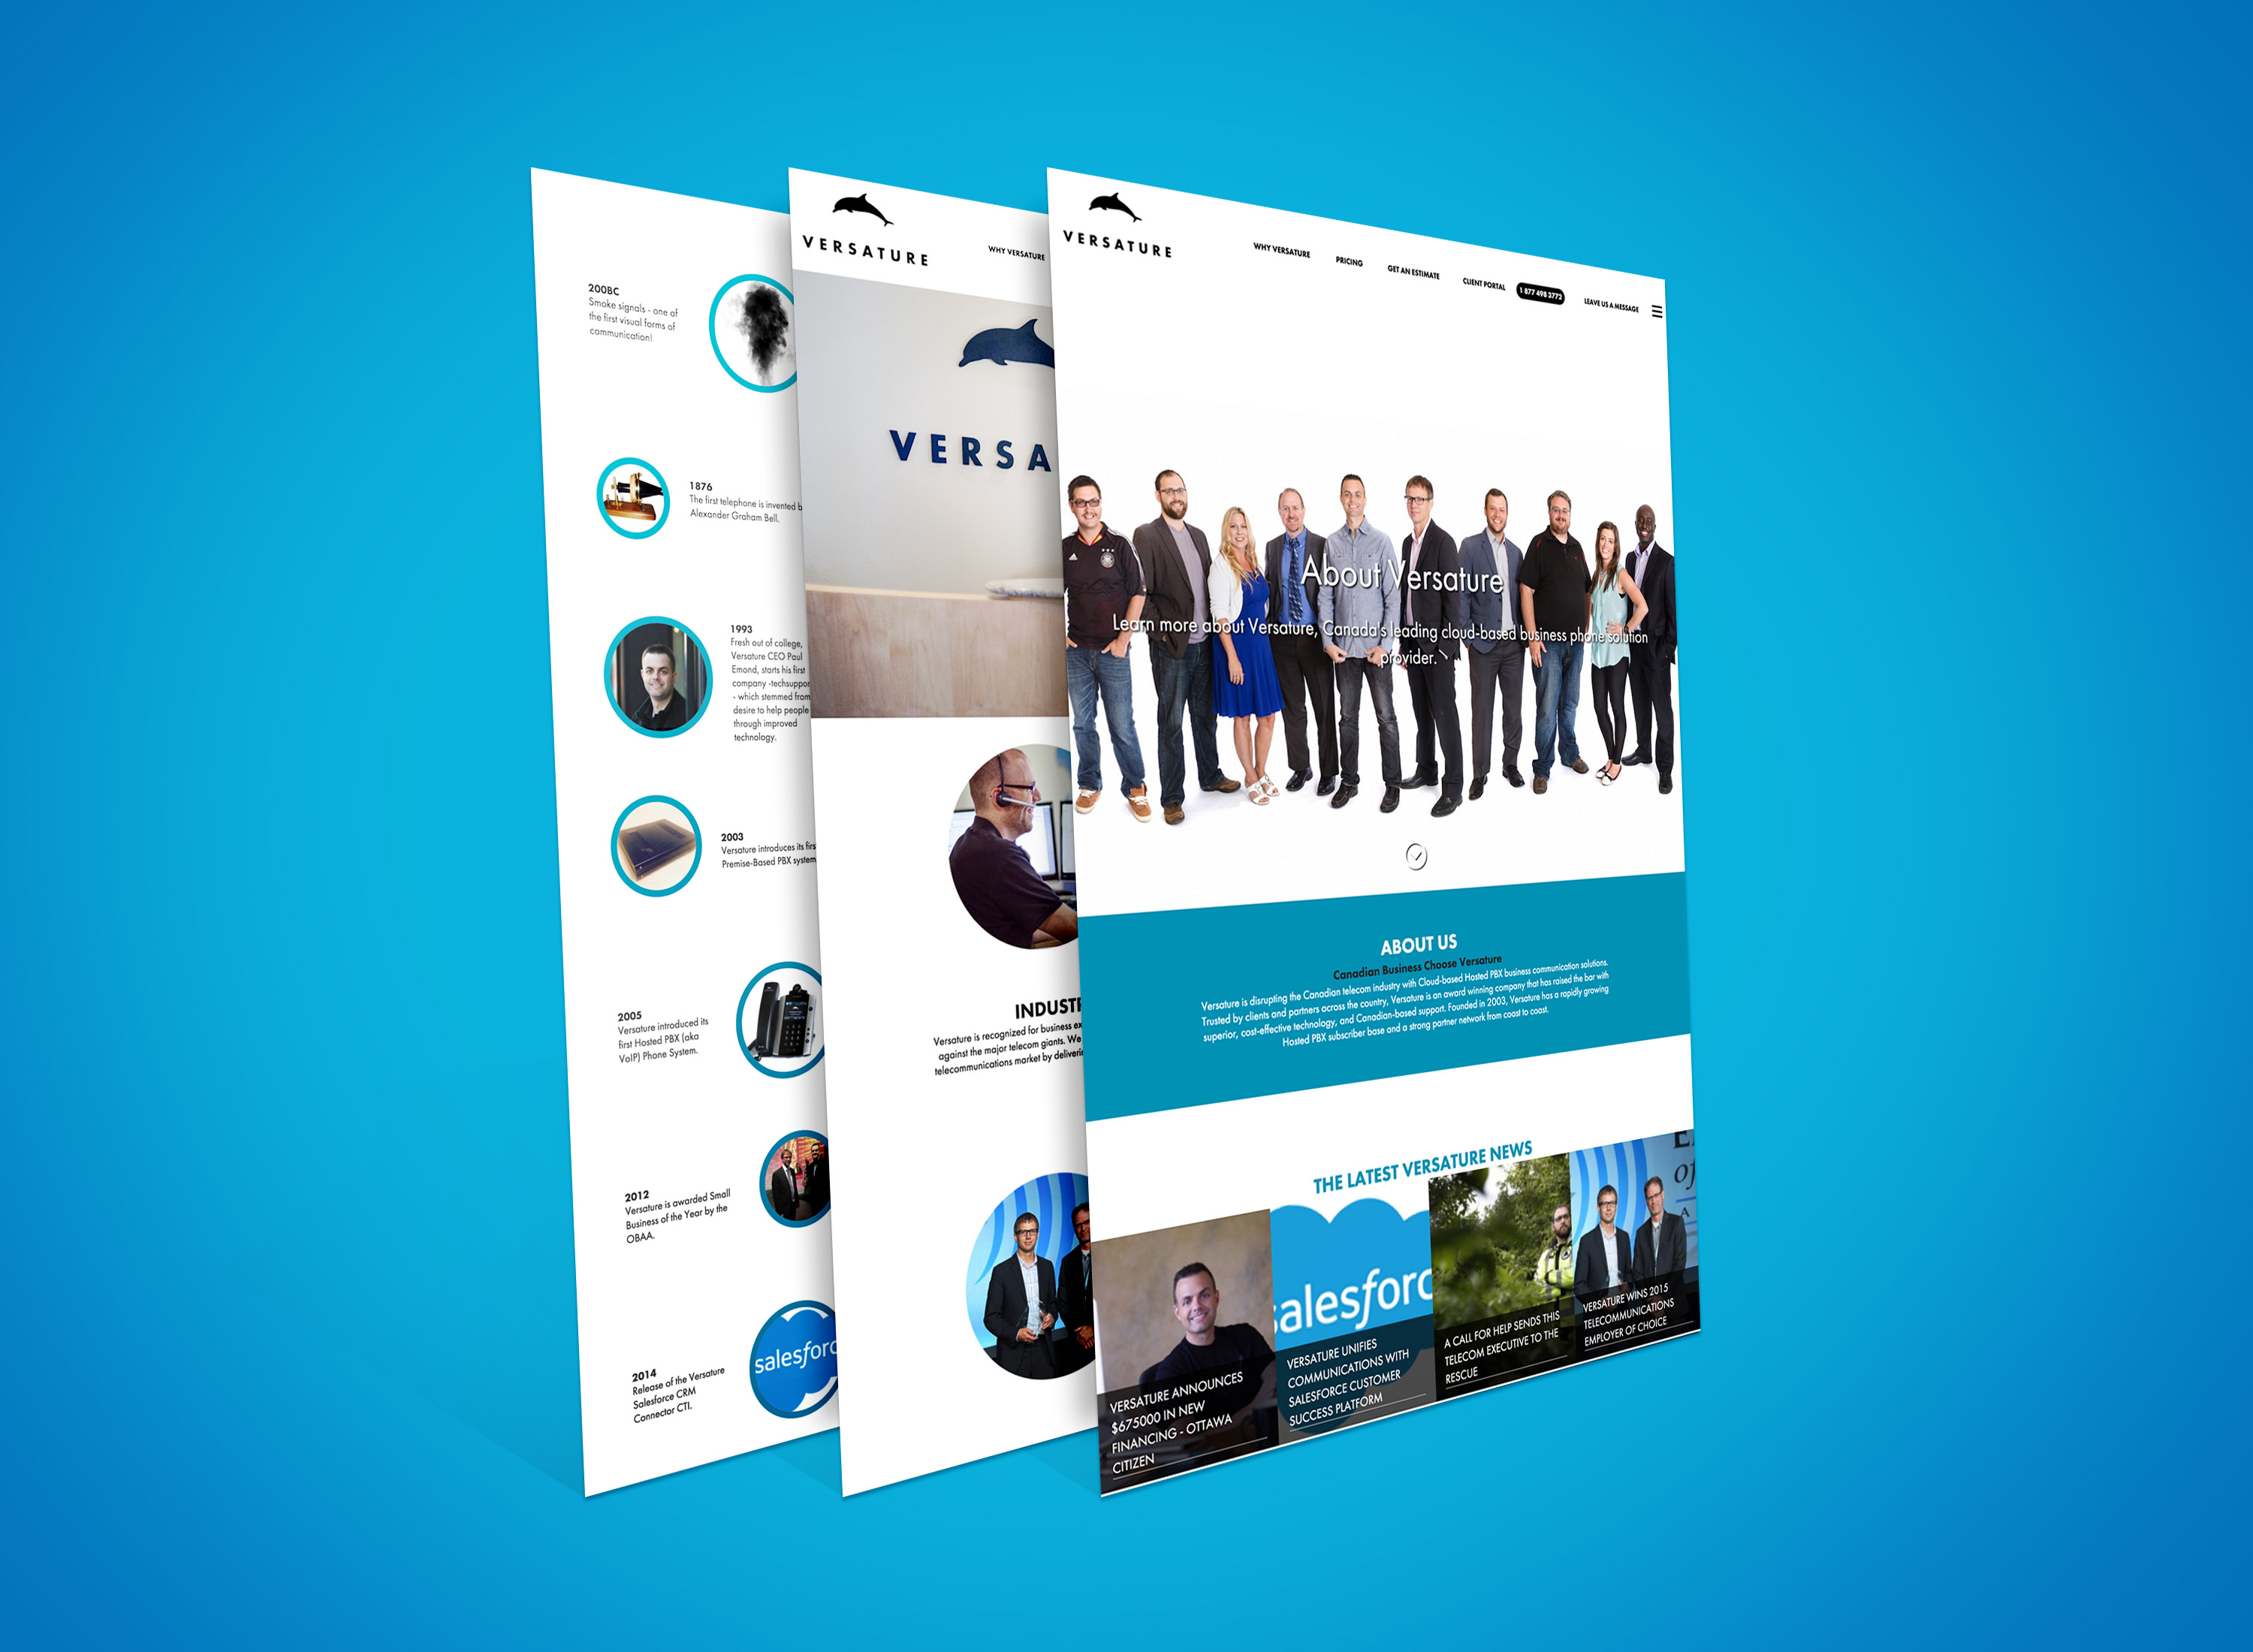 200BC
Smoke signals - one of
the first visual forms of
communication!
1876
The first telephone is invented
Alexander Graham Bell.
1993
Fresh out of college,
Versature CEO Paul
Emond, starts his first
company -techsuppor
- which stemmed from
desire to help people
through improved
technology.
2003
Versature introduces its firs
Premise-Based PBX system
2005
Versature introduced its
first Hosted PBX (aka
VoIP) Phone System.
2012
Versature is awarded Small
Business of the Year by the
OBAA.
2014
Release of the Versature
Salesforce CRM
Connector CTI.
salesforc
VERSATURE
WHY VERSATURE
VERSA
INDUSTR
Versature is recognized for business ex
against the major telecom giants. We
telecommunications market by deliveri
VERSATURE
WHY VERSATURE
PRICING
GET AN ESTIMATE
CLIENT PORTAL
1 877 498 3772
LEAVE US A MESSAGE
About Versature
Learn more about Versature, Canada's leading cloud-based business phone solution
provider.
ABOUT US
Canadian Business Choose Versature
Versature is disrupting the Canadian telecom industry with Cloud-based Hosted PBX business communication solutions.
Trusted by clients and partners across the country, Versature is an award winning company that has raised the bar with
superior, cost-effective technology, and Canadian-based support. Founded in 2003, Versature has a rapidly growing
Hosted PBX subscriber base and a strong partner network from coast to coast.
THE LATEST VERSATURE NEWS
VERSATURE ANNOUNCES
$675000 IN NEW
FINANCING - OTTAWA
CITIZEN
salesforc
VERSATURE UNIFIES
COMMUNICATIONS WITH
SALESFORCE CUSTOMER
SUCCESS PLATFORM
A CALL FOR HELP SENDS THIS
TELECOM EXECUTIVE TO THE
RESCUE
of
A
VERSATURE WINS 2015
TELECOMMUNICATIONS
EMPLOYER OF CHOICE